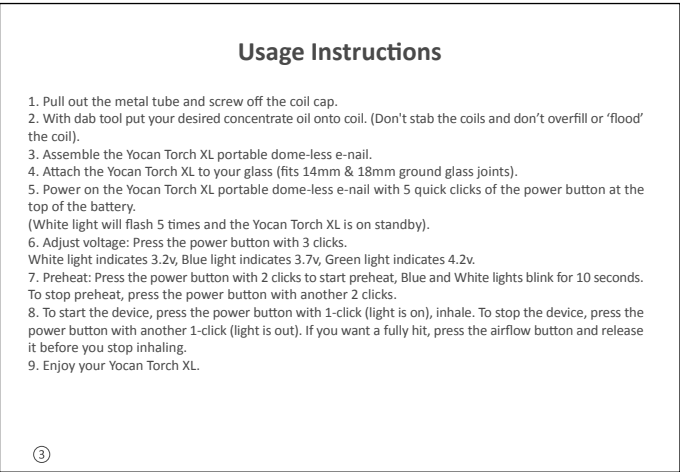 Usage Instructions
1. Pull out the metal tube and screw off the coil cap.
2. With dab tool put your desired concentrate oil onto coil. (Don't stab the coils and don’t overfill or ‘flood’
the coil).
3. Assemble the Yocan Torch XL portable dome-less e-nail.
4. Attach the Yocan Torch XL to your glass (fits 14mm & 18mm ground glass joints).
5. Power on the Yocan Torch XL portable dome-less e-nail with 5 quick clicks of the power button at the
top of the battery.
(White light will flash 5 times and the Yocan Torch XL is on standby).
6. Adjust voltage: Press the power button with 3 clicks.
White light indicates 3.2v, Blue light indicates 3.7v, Green light indicates 4.2v.
7. Preheat: Press the power button with 2 clicks to start preheat, Blue and White lights blink for 10 seconds.
To stop preheat, press the power button with another 2 clicks.
8. To start the device, press the power button with 1-click (light is on), inhale. To stop the device, press the
power button with another 1-click (light is out). If you want a fully hit, press the airflow button and release
it before you stop inhaling.
9. Enjoy your Yocan Torch XL.
3